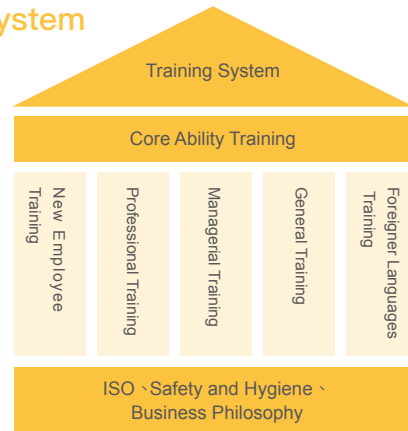 ystem
Training System
Core Ability Training
New Employee
Training
Professional Training
Managerial Training
General Training
Foreigner Languages
Training
ISO、Safety and Hygiene、
Business Philosophy